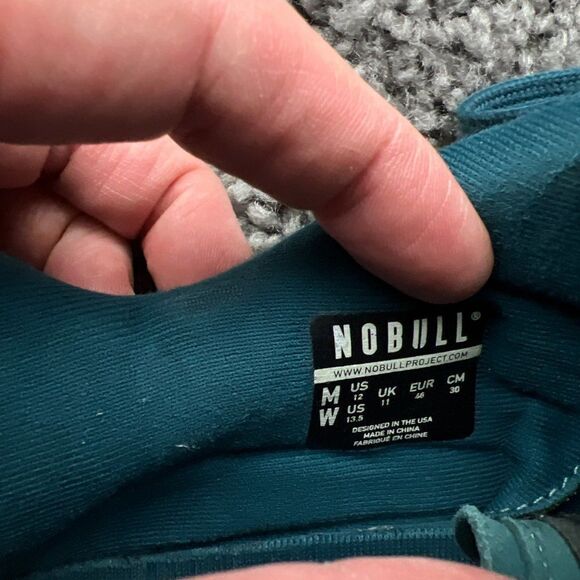 NOBULL®
WWW.NOBULLPROJECT.COM
M US 12 UK 11 EUR 46 CM 30
W US 13.5
DESIGNED IN THE USA
MADE IN CHINA
FABRIQUÉ EN CHINE